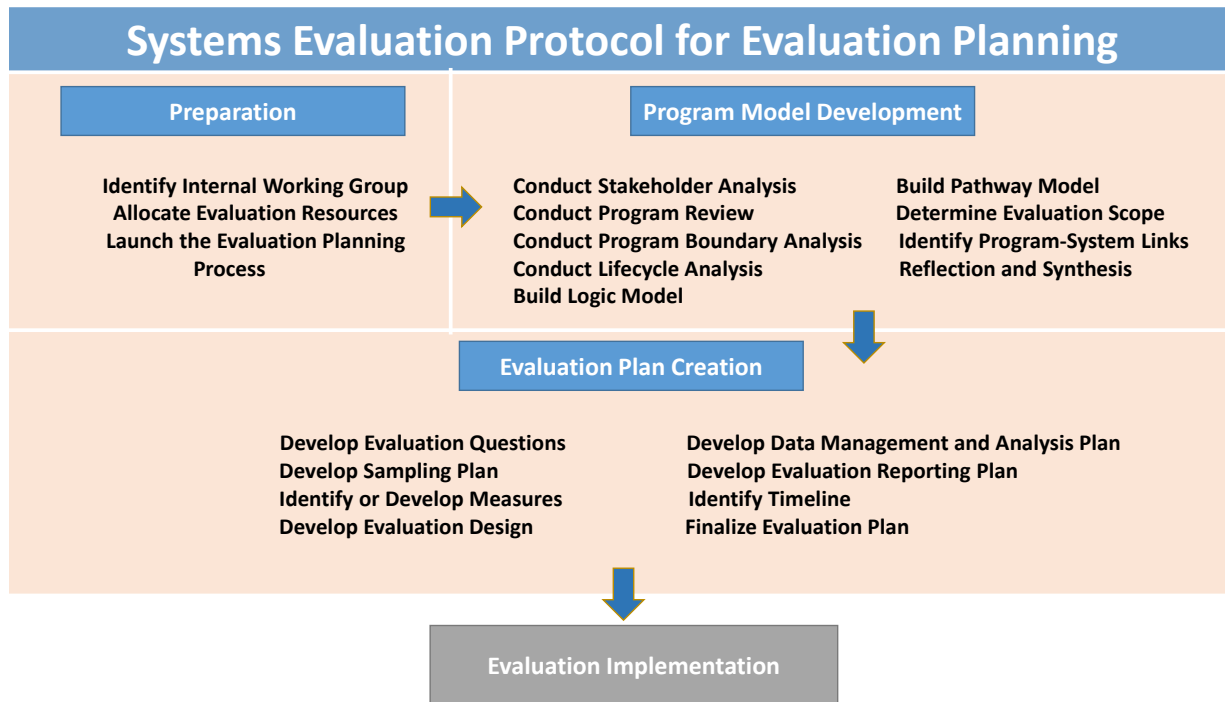 Systems Evaluation Protocol for Evaluation Planning
Preparation
Identify Internal Working Group
Allocate Evaluation Resources
Launch the Evaluation Planning
Process
Program Model Development
Conduct Stakeholder Analysis
Conduct Program Review
Conduct Program Boundary Analysis
Conduct Lifecycle Analysis
Build Logic Model
Build Pathway Model
Determine Evaluation Scope
Identify Program-System Links
Reflection and Synthesis
Evaluation Plan Creation
Develop Evaluation Questions
Develop Sampling Plan
Identify or Develop Measures
Develop Evaluation Design
Develop Data Management and Analysis Plan
Develop Evaluation Reporting Plan
Identify Timeline
Finalize Evaluation Plan
Evaluation Implementation